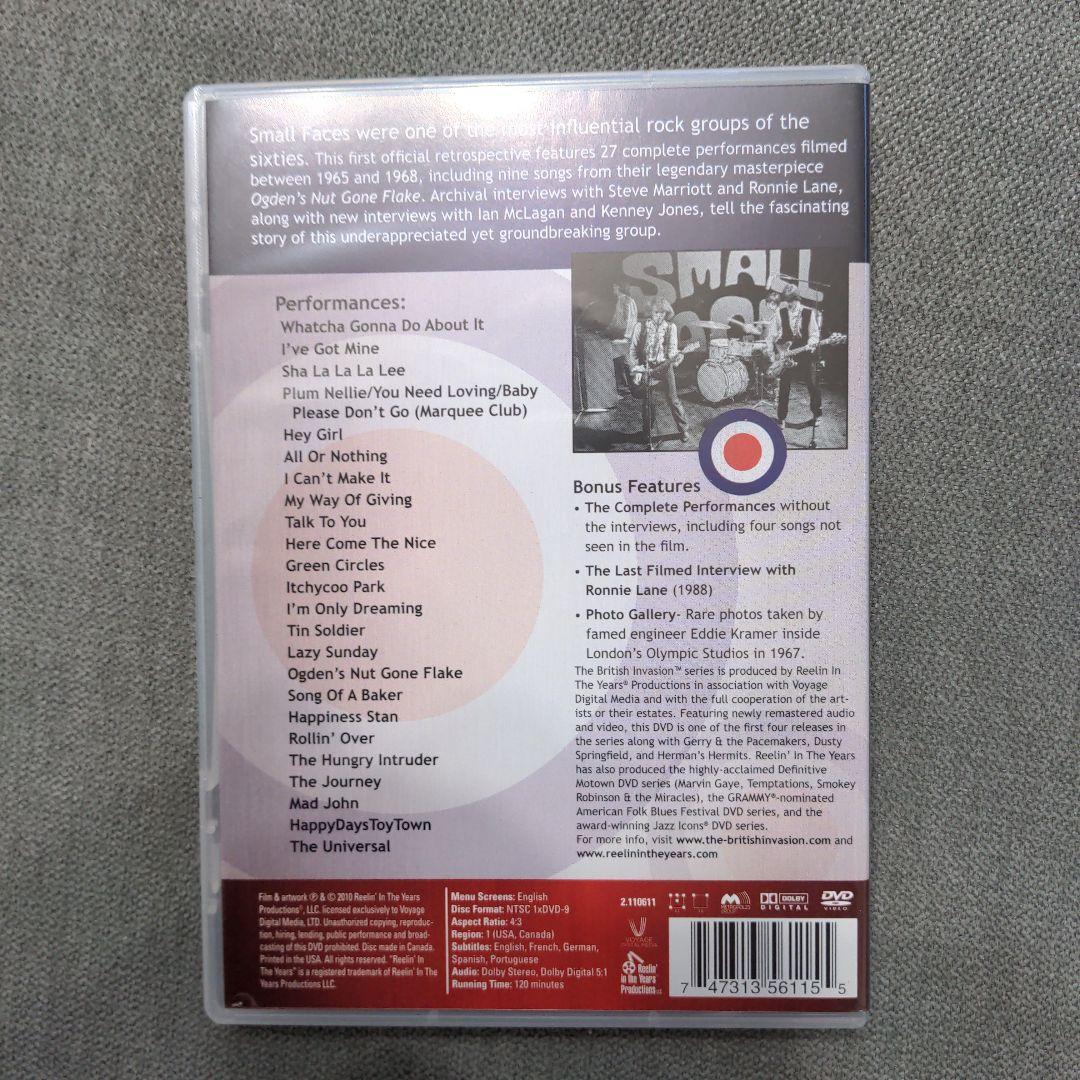 Small Faces were one of the most influential rock groups of the
sixties. This first official retrospective features 27 complete performances filmed
between 1965 and 1968, including nine songs from their legendary masterpiece
Ogden's Nut Gone Flake. Archival interviews with Steve Marriott and Ronnie Lane,
along with new interviews with Ian McLagan and Kenney Jones, tell the fascinating
story of this underappreciated yet groundbreaking group.
SMALL
Performances:
Whatcha Gonna Do About It
I've Got Mine
Sha La La La Lee
Plum Nellie/You Need Loving/Baby
Please Don't Go (Marquee Club)
Hey Girl
All Or Nothing
I Can't Make It
My Way Of Giving
Talk To You
Here Come The Nice
Green Circles
Itchycoo Park
I'm Only Dreaming
Tin Soldier
Lazy Sunday
Ogden's Nut Gone Flake
Song Of A Baker
Happiness Stan
Rollin' Over
The Hungry Intruder
The Journey
Mad John
HappyDaysToyTown
The Universal
Bonus Features
• The Complete Performances without
the interviews, including four songs not
seen in the film.
• The Last Filmed Interview with
Ronnie Lane (1988)
• Photo Gallery- Rare photos taken by
famed engineer Eddie Kramer inside
London's Olympic Studios in 1967.
The British Invasion™ series is produced by Reelin In
The Years® Productions in association with Voyage
Digital Media and with the full cooperation of the art-
ists or their estates. Featuring newly remastered audio
and video, this DVD is one of the first four releases in
the series along with Gerry & the Pacemakers, Dusty
Springfield, and Herman's Hermits. Reelin' In The Years
has also produced the highly-acclaimed Definitive
Motown DVD series (Marvin Gaye, Temptations, Smokey
Robinson & the Miracles), the GRAMMY®-nominated
American Folk Blues Festival DVD series, and the
award-winning Jazz Icons® DVD series.
For more info, visit www.the-britishinvasion.com and
www.reelinintheyears.com
Film & artwork ℗ & © 2010 Reelin' In The Years
Productions®, LLC. licensed exclusively to Voyage
Digital Media, LTD. Unauthorized copying, reproduc-
tion, hiring, lending, public performance and broad-
casting of this DVD prohibited. Disc made in Canada.
Printed in the USA. All rights reserved. "Reelin' In
The Years" is a registered trademark of Reelin' In The
Years Productions LLC.
Menu Screens: English
Disc Format: NTSC 1xDVD-9
Aspect Ratio: 4:3
Region: 1 (USA, Canada)
Subtitles: English, French, German,
Spanish, Portuguese
Audio: Dolby Stereo, Dolby Digital 5:1
Running Time: 120 minutes
2.110611
METROPOLIS
GROUP
DOLBY
DIGITAL
DVD
VIDEO
VOYAGE
DIGITAL MEDIA
Reelin'
In The Years
Productions LLC
7 47313 56115 5